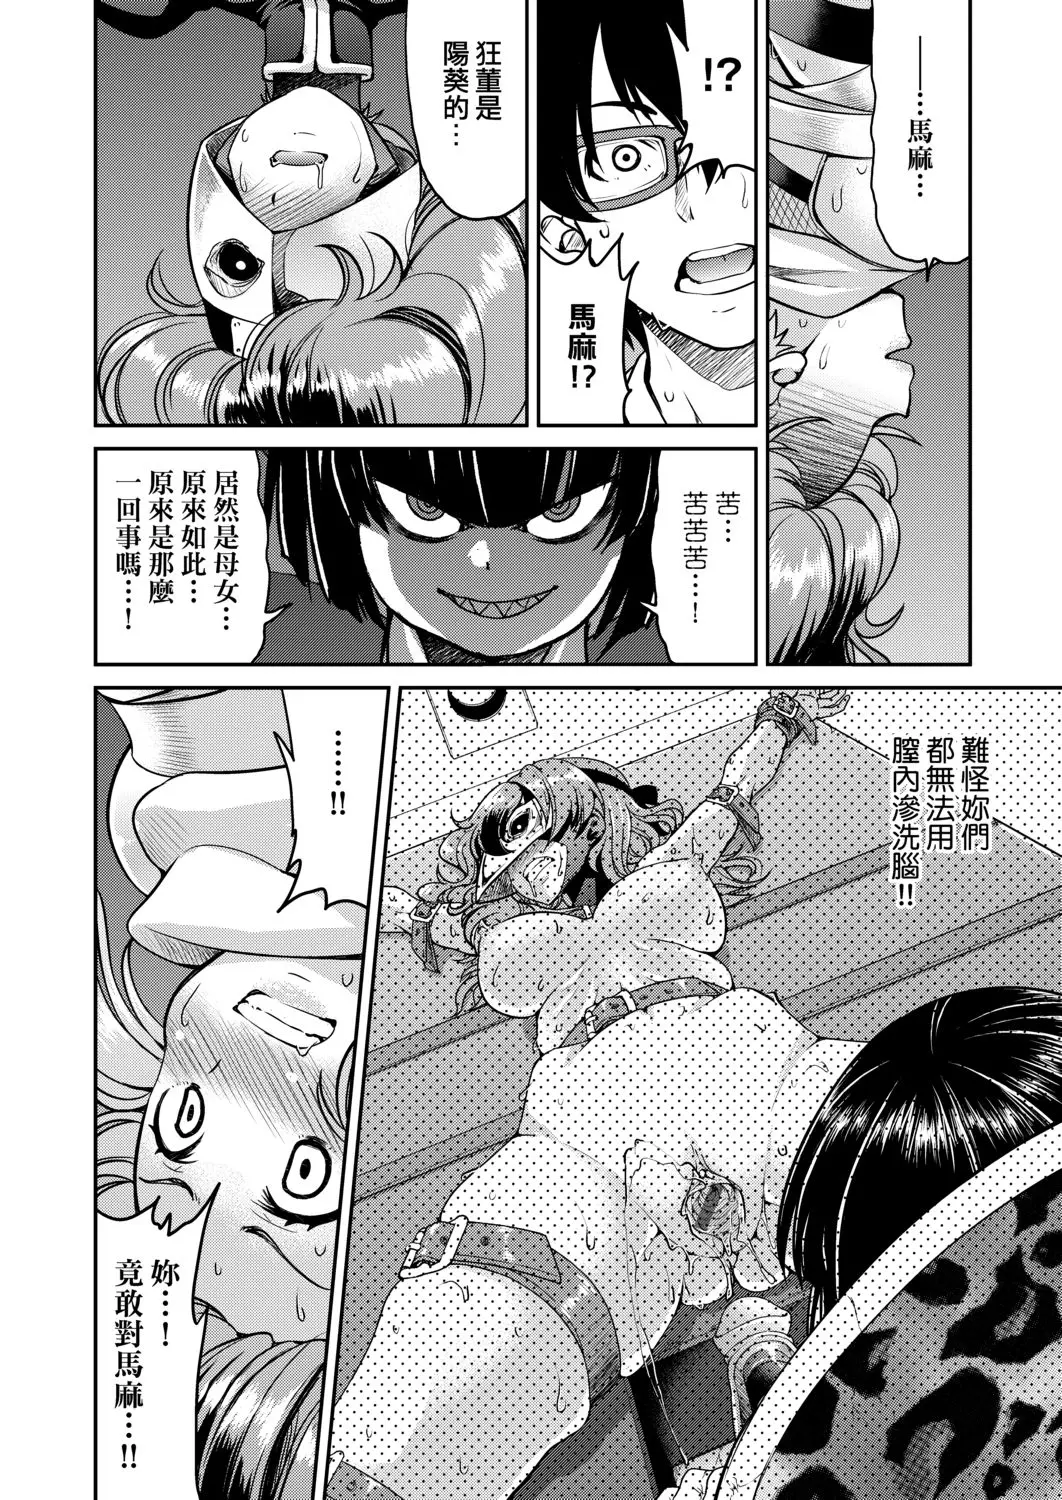 ——…馬麻…
!?
馬麻!?
狂菫是
陽葵的…
苦…
苦苦苦…!
居然是母女…
原來如此…
原來是那麼
一回事嗎…!
難怪妳們
都無法用
膣內滲洗腦!!
……!!
妳…!
竟敢對馬麻…!!